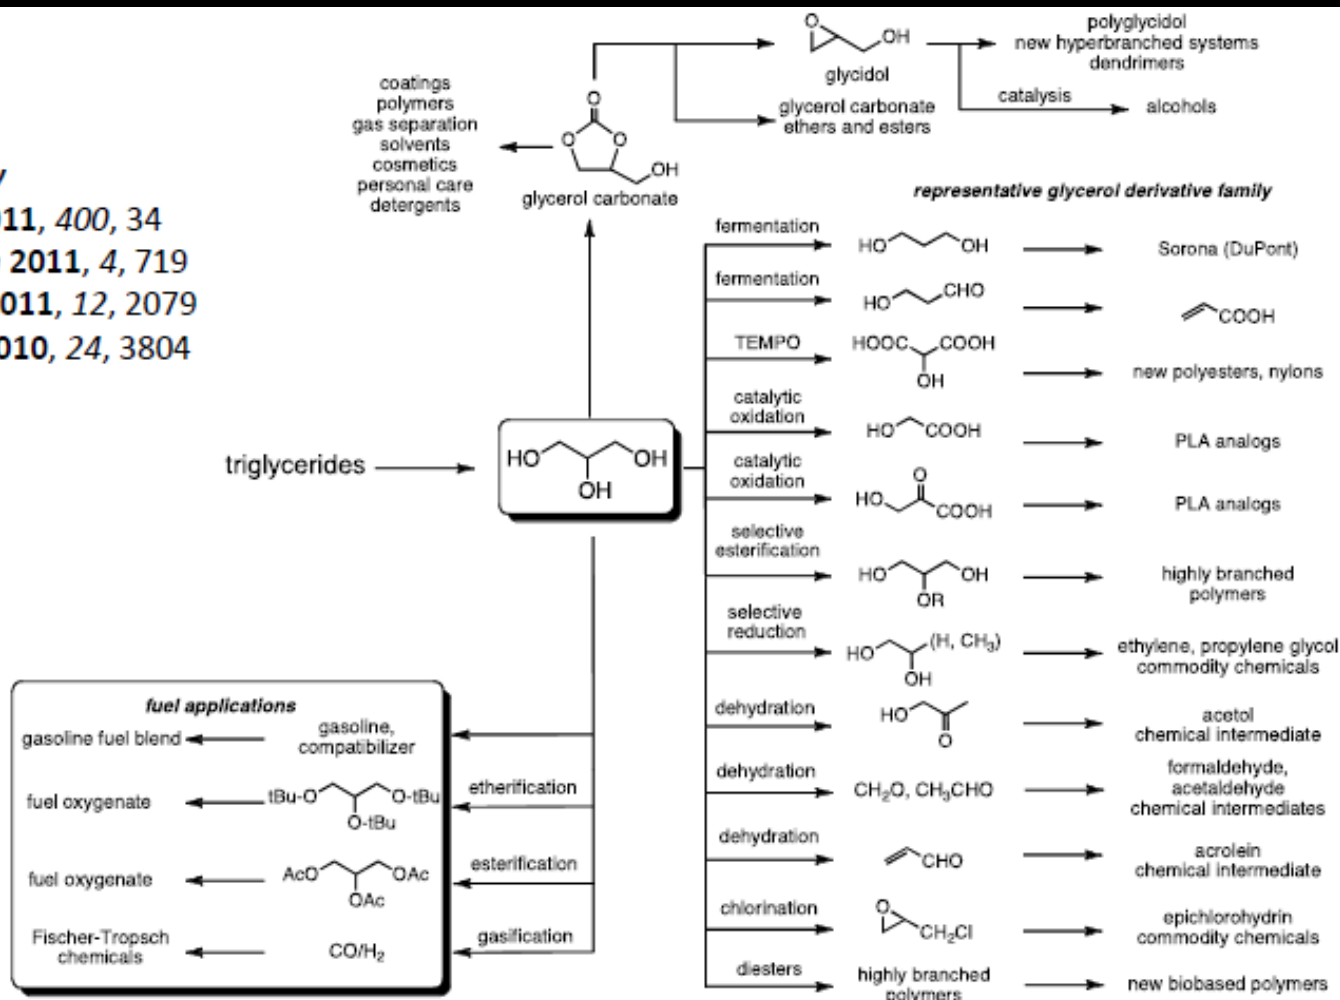 polyglycidol
new hyperbranched systems
dendrimers
O
OH
glycidol
catalysis
alcohols
glycerol carbonate
ethers and esters
coatings
polymers
gas separation
solvents
cosmetics
personal care
detergents
O
O
O
OH
glycerol carbonate
011, 400, 34
2011, 4, 719
011, 12, 2079
010, 24, 3804
representative glycerol derivative family
fermentation
HO OH
Sorona (DuPont)
fermentation
HO CHO
COOH
TEMPO
HOOC COOH
OH
new polyesters, nylons
catalytic
oxidation
HO COOH
PLA analogs
triglycerides
HO OH
OH
catalytic
oxidation
O
HO COOH
PLA analogs
selective
esterification
HO OH
OR
highly branched
polymers
selective
reduction
HO (H, CH₃)
OH
ethylene, propylene glycol
commodity chemicals
dehydration
HO
O
acetol
chemical intermediate
dehydration
CH₂O, CH₃CHO
formaldehyde,
acetaldehyde
chemical intermediates
dehydration
CHO
acrolein
chemical intermediate
chlorination
O
CH₂Cl
epichlorohydrin
commodity chemicals
diesters
highly branched
polymers
new biobased polymers
fuel applications
gasoline fuel blend
gasoline,
compatibilizer
etherification
fuel oxygenate
tBu-O O-tBu
O-tBu
esterification
fuel oxygenate
AcO OAc
OAc
gasification
Fischer-Tropsch
chemicals
CO/H₂